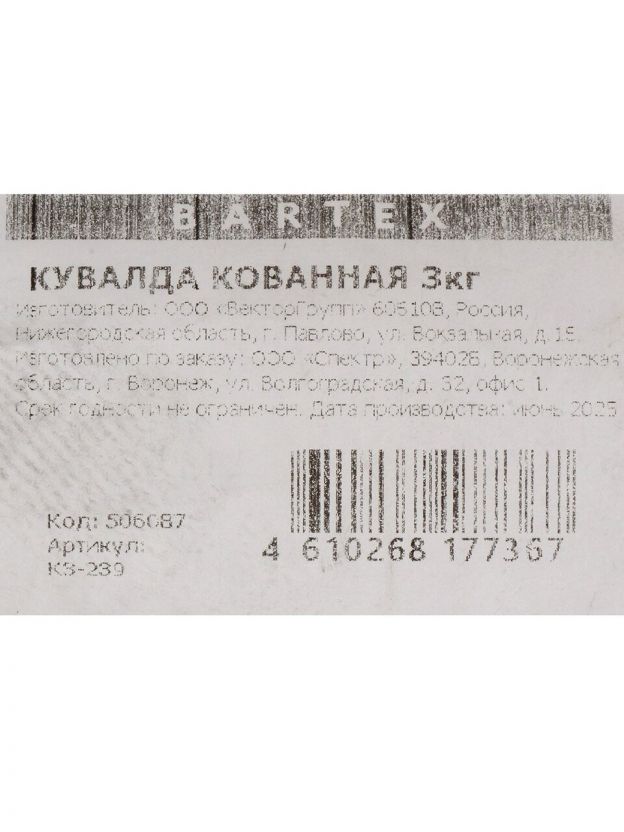 BARTEX
КУВАЛДА КОВАННАЯ 3кг
Изготовитель: ООО «ВекторГрупп» 606108, Россия,
Нижегородская область, г. Павлово, ул. Вокзальная, д. 15.
Изготовлено по заказу: ООО «Спектр», 394028, Воронежская
область, г. Воронеж, ул. Волгоградская, д. 32, офис 1.
Срок годности не ограничен. Дата производства: июнь 2023
Код: 506087
Артикул:
КЗ-239
4 610268 177367